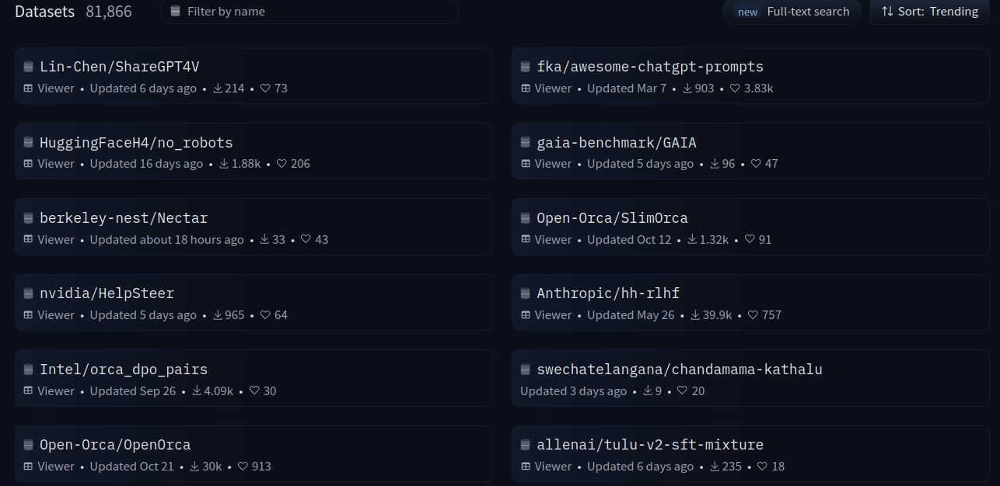 Datasets 81,866 Filter by name new Full-text search Sort: Trending
Lin-Chen/ShareGPT4V
Viewer • Updated 6 days ago • 214 • 73
fka/awesome-chatgpt-prompts
Viewer • Updated Mar 7 • 903 • 3.83k
HuggingFaceH4/no_robots
Viewer • Updated 16 days ago • 1.88k • 206
gaia-benchmark/GAIA
Viewer • Updated 5 days ago • 96 • 47
berkeley-nest/Nectar
Viewer • Updated about 18 hours ago • 33 • 43
Open-Orca/SlimOrca
Viewer • Updated Oct 12 • 1.32k • 91
nvidia/HelpSteer
Viewer • Updated 5 days ago • 965 • 64
Anthropic/hh-rlhf
Viewer • Updated May 26 • 39.9k • 757
Intel/orca_dpo_pairs
Viewer • Updated Sep 26 • 4.09k • 30
swechatelangana/chandamama-kathalu
Updated 3 days ago • 9 • 20
Open-Orca/OpenOrca
Viewer • Updated Oct 21 • 30k • 913
allenai/tulu-v2-sft-mixture
Viewer • Updated 6 days ago • 235 • 18